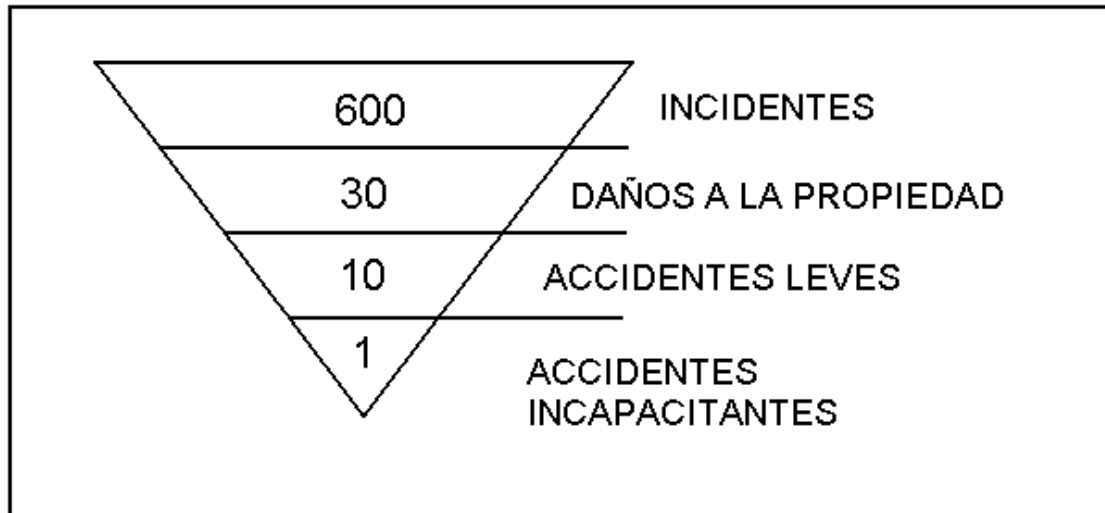 600 INCIDENTES
30 DAÑOS A LA PROPIEDAD
10 ACCIDENTES LEVES
1 ACCIDENTES
INCAPACITANTES